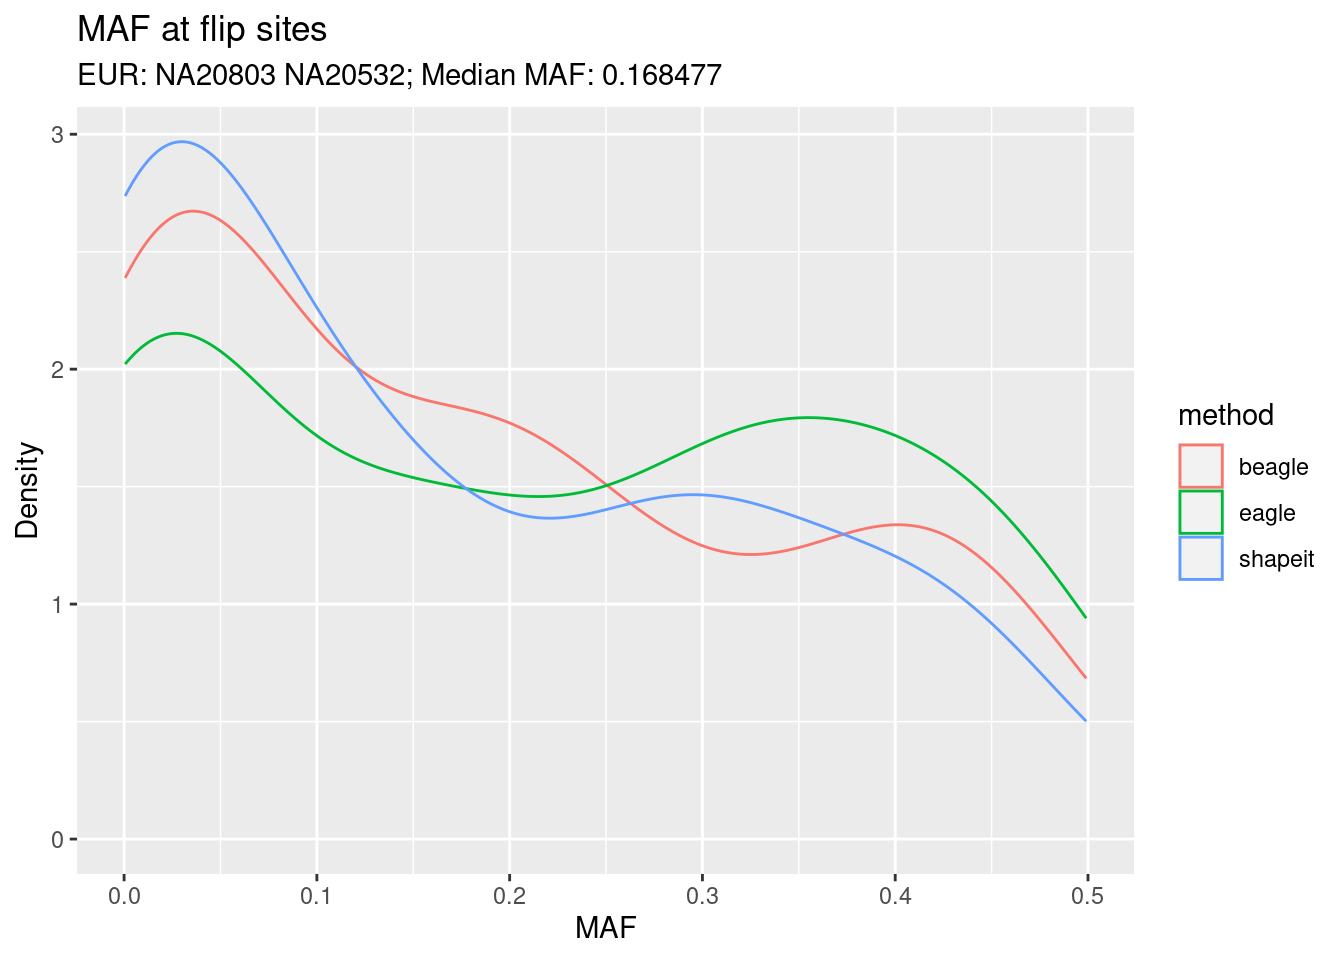 MAF at flip sites
EUR: NA20803 NA20532; Median MAF: 0.168477
3
2
1
0
Density
0.0 0.1 0.2 0.3 0.4 0.5
MAF
method
beagle
eagle
shapeit